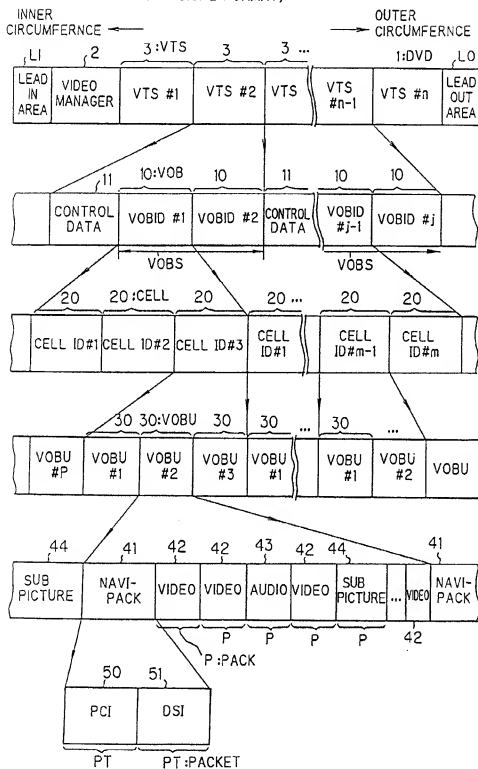 INNER CIRCUMFERNCE
OUTER CIRCUMFERENCE
LI 2 3:VTS 3 3 ... 1:DVD LO
LEAD IN AREA VIDEO MANAGER VTS #1 VTS #2 VTS VTS #n-1 VTS #n LEAD OUT AREA
11 10:VOB 10 11 10 10
CONTROL DATA VOBID #1 VOBID #2 CONTROL DATA VOBID #j-1 VOBID #j
VOBS VOBS
20 20:CELL 20 20 ... 20 20
CELL ID#1 CELL ID#2 CELL ID#3 CELL ID#1 CELL ID#m-1 CELL ID#m
30 30:VOBU 30 30 ... 30 ...
VOBU #P VOBU #1 VOBU #2 VOBU #3 VOBU #1 VOBU #1 VOBU #2 VOBU
44 41 42 42 43 42 44 41
SUB PICTURE NAVI-PACK VIDEO VIDEO AUDIO VIDEO SUB PICTURE ... VIDEO NAVI-PACK
P P P P 42
P:PACK
50 51
PCI DSI
PT PT:PACKET